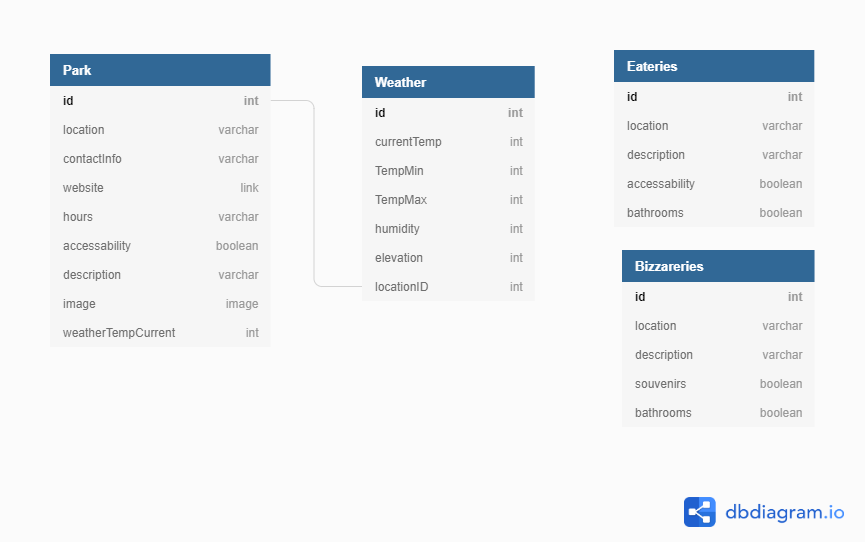 Park
id int
location varchar
contactInfo varchar
website link
hours varchar
accessability boolean
description varchar
image image
weatherTempCurrent int
Weather
id int
currentTemp int
TempMin int
TempMax int
humidity int
elevation int
locationID int
Eateries
id int
location varchar
description varchar
accessability boolean
bathrooms boolean
Bizzareries
id int
location varchar
description varchar
souvenirs boolean
bathrooms boolean
dbdiagram.io